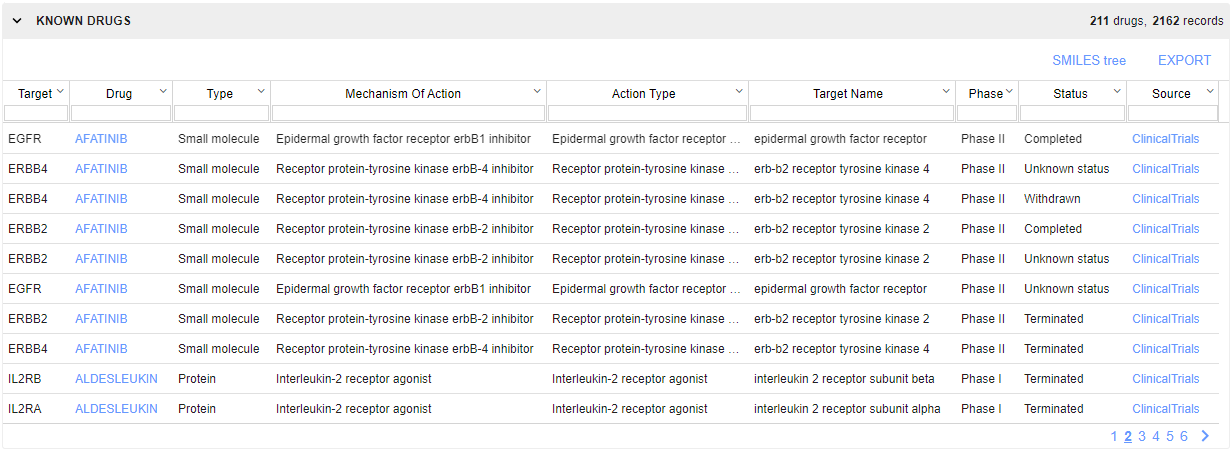 KNOWN DRUGS 211 drugs, 2162 records
SMILES tree EXPORT
Target Drug Type Mechanism Of Action Action Type Target Name Phase Status Source
EGFR AFATINIB Small molecule Epidermal growth factor receptor erbB1 inhibitor Epidermal growth factor receptor ... epidermal growth factor receptor Phase II Completed ClinicalTrials
ERBB4 AFATINIB Small molecule Receptor protein-tyrosine kinase erbB-4 inhibitor Receptor protein-tyrosine kinase ... erb-b2 receptor tyrosine kinase 4 Phase II Unknown status ClinicalTrials
ERBB4 AFATINIB Small molecule Receptor protein-tyrosine kinase erbB-4 inhibitor Receptor protein-tyrosine kinase ... erb-b2 receptor tyrosine kinase 4 Phase II Withdrawn ClinicalTrials
ERBB2 AFATINIB Small molecule Receptor protein-tyrosine kinase erbB-2 inhibitor Receptor protein-tyrosine kinase ... erb-b2 receptor tyrosine kinase 2 Phase II Completed ClinicalTrials
ERBB2 AFATINIB Small molecule Receptor protein-tyrosine kinase erbB-2 inhibitor Receptor protein-tyrosine kinase ... erb-b2 receptor tyrosine kinase 2 Phase II Unknown status ClinicalTrials
EGFR AFATINIB Small molecule Epidermal growth factor receptor erbB1 inhibitor Epidermal growth factor receptor ... epidermal growth factor receptor Phase II Unknown status ClinicalTrials
ERBB2 AFATINIB Small molecule Receptor protein-tyrosine kinase erbB-2 inhibitor Receptor protein-tyrosine kinase ... erb-b2 receptor tyrosine kinase 2 Phase II Terminated ClinicalTrials
ERBB4 AFATINIB Small molecule Receptor protein-tyrosine kinase erbB-4 inhibitor Receptor protein-tyrosine kinase ... erb-b2 receptor tyrosine kinase 4 Phase II Terminated ClinicalTrials
IL2RB ALDESLEUKIN Protein Interleukin-2 receptor agonist Interleukin-2 receptor agonist interleukin 2 receptor subunit beta Phase I Terminated ClinicalTrials
IL2RA ALDESLEUKIN Protein Interleukin-2 receptor agonist Interleukin-2 receptor agonist interleukin 2 receptor subunit alpha Phase I Terminated ClinicalTrials
1 2 3 4 5 6